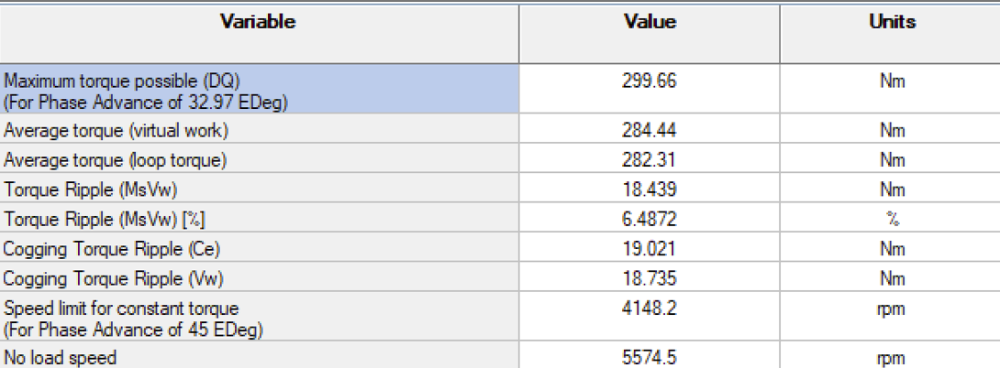 Variable Value Units
Maximum torque possible (DQ)
(For Phase Advance of 32.97 EDeg) 299.66 Nm
Average torque (virtual work) 284.44 Nm
Average torque (loop torque) 282.31 Nm
Torque Ripple (MsVw) 18.439 Nm
Torque Ripple (MsVw) [%] 6.4872 %
Cogging Torque Ripple (Ce) 19.021 Nm
Cogging Torque Ripple (Vw) 18.735 Nm
Speed limit for constant torque
(For Phase Advance of 45 EDeg) 4148.2 rpm
No load speed 5574.5 rpm